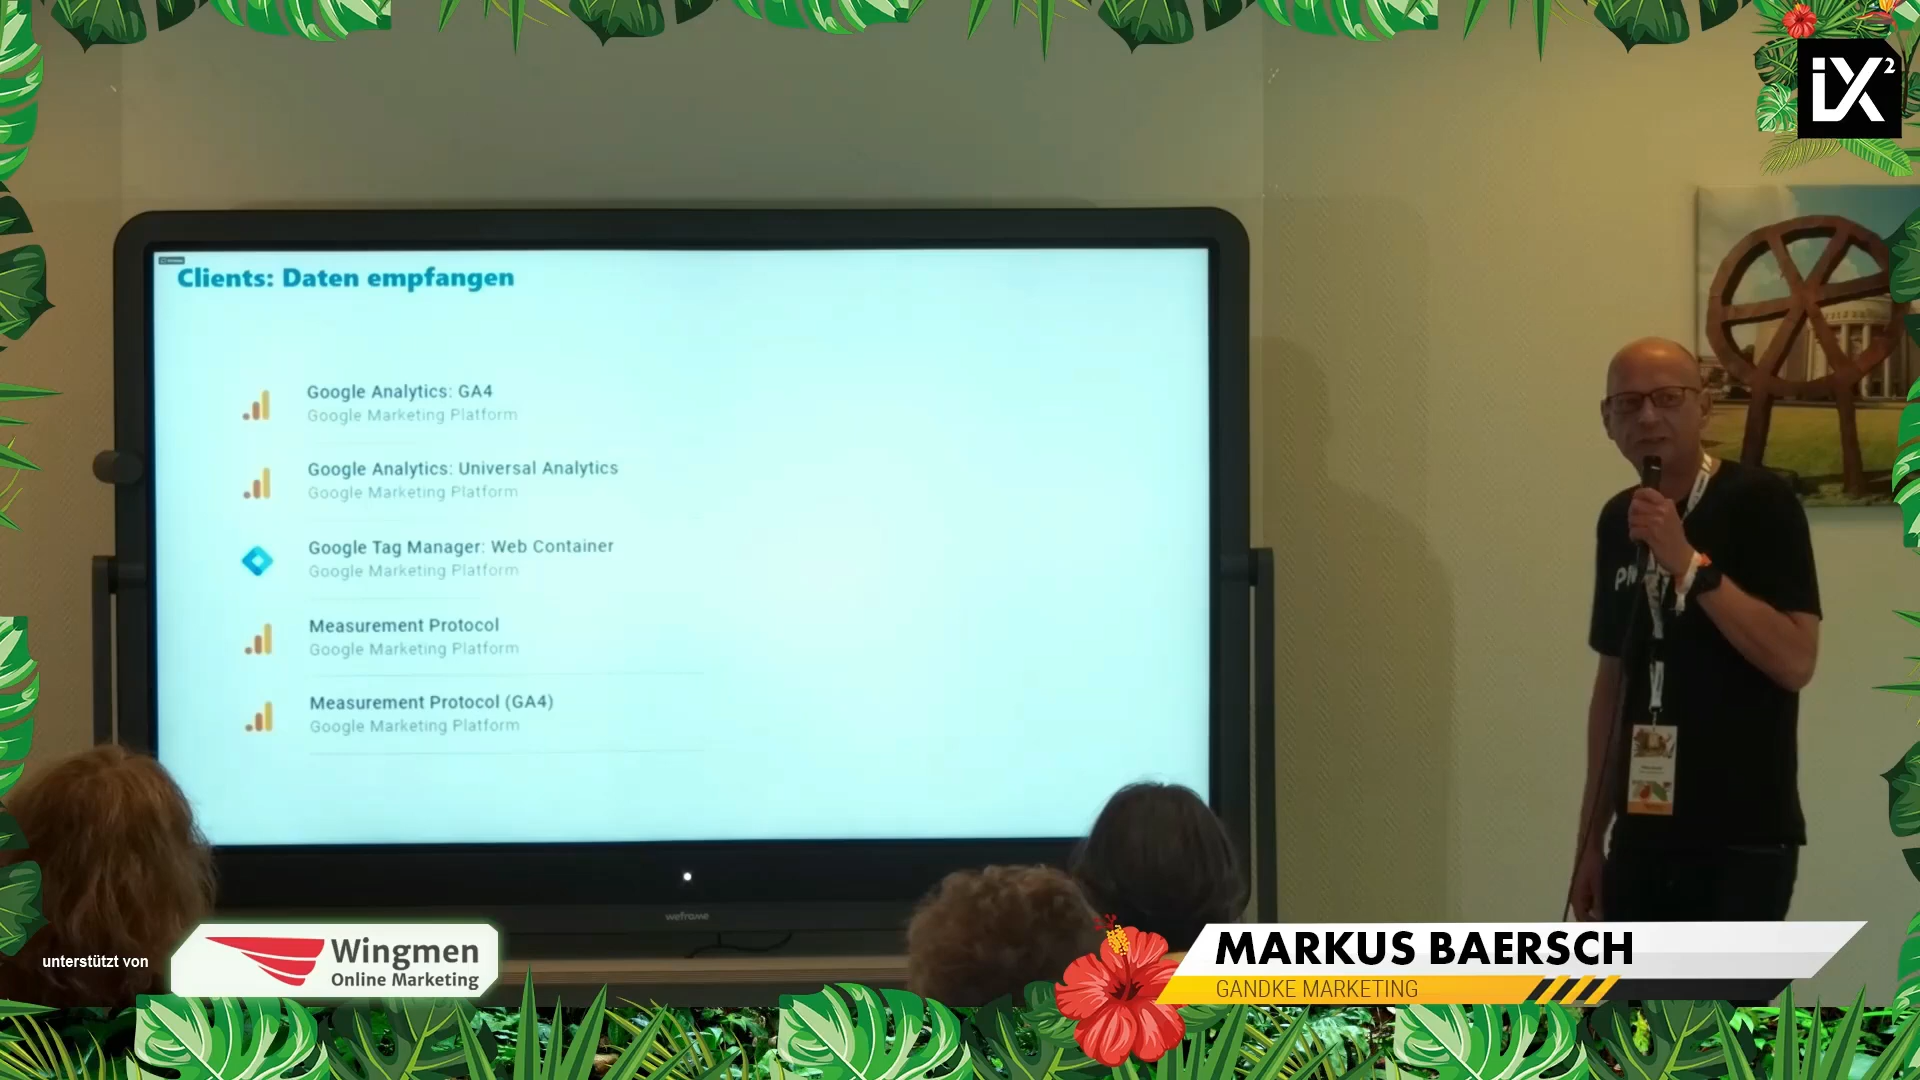 iX²
Clients: Daten empfangen
Google Analytics: GA4
Google Marketing Platform
Google Analytics: Universal Analytics
Google Marketing Platform
Google Tag Manager: Web Container
Google Marketing Platform
Measurement Protocol
Google Marketing Platform
Measurement Protocol (GA4)
Google Marketing Platform
weframe
unterstützt von
Wingmen
Online Marketing
MARKUS BAERSCH
GANDKE MARKETING